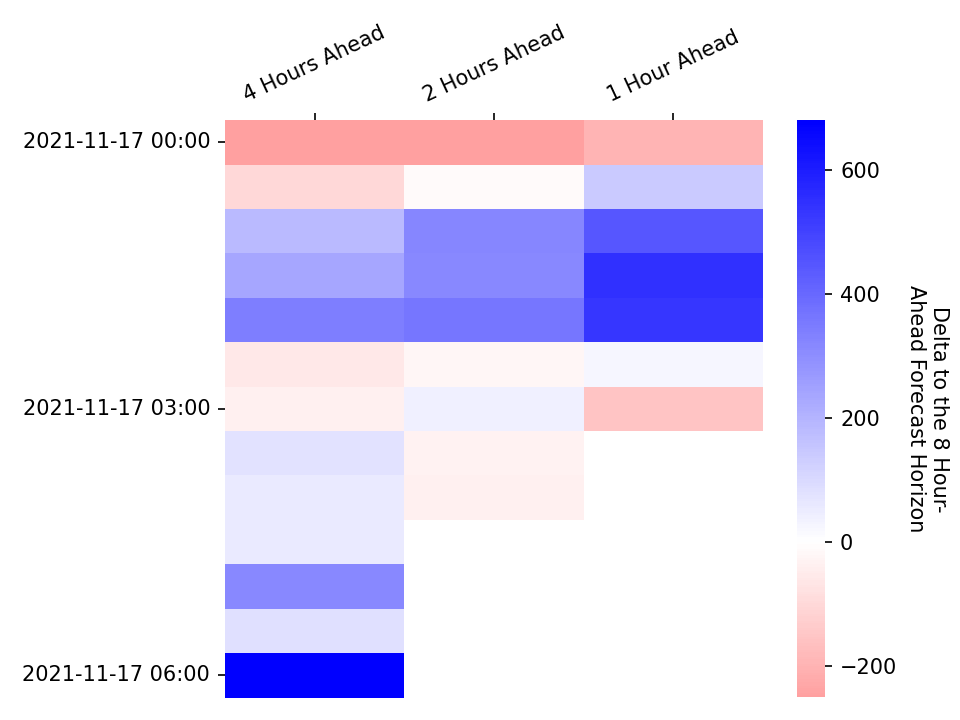 4 Hours Ahead
2 Hours Ahead
1 Hour Ahead
2021-11-17 00:00
2021-11-17 03:00
2021-11-17 06:00
600
400
200
0
−200
Delta to the 8 Hour-
Ahead Forecast Horizon